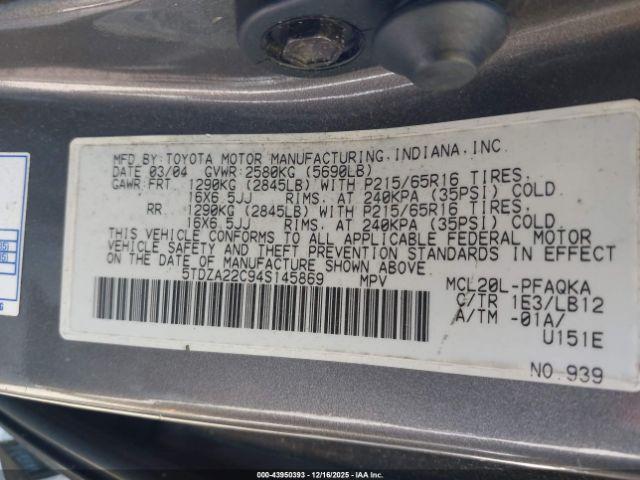 MFD. BY: TOYOTA MOTOR MANUFACTURING, INDIANA, INC.
DATE 03/04 GVWR: 2580KG (5690LB)
GAWR: FRT 1290KG (2845LB) WITH P215/65R16 TIRES,
16X6.5JJ RIMS. AT 240KPA (35PSI) COLD
RR 1290KG (2845LB) WITH P215/65R16 TIRES,
16X6.5JJ RIMS. AT 240KPA (35PSI) COLD
THIS VEHICLE CONFORMS TO ALL APPLICABLE FEDERAL MOTOR
VEHICLE SAFETY AND THEFT PREVENTION STANDARDS IN EFFECT
ON THE DATE OF MANUFACTURE SHOWN ABOVE.
5TDZA22C94S145869 MPV MCL20L-PFAQKA
C/TR 1E3/LB12
A/TM -01A/
U151E
NO.939
000-43950393 - 12/16/2025 - IAA Inc.